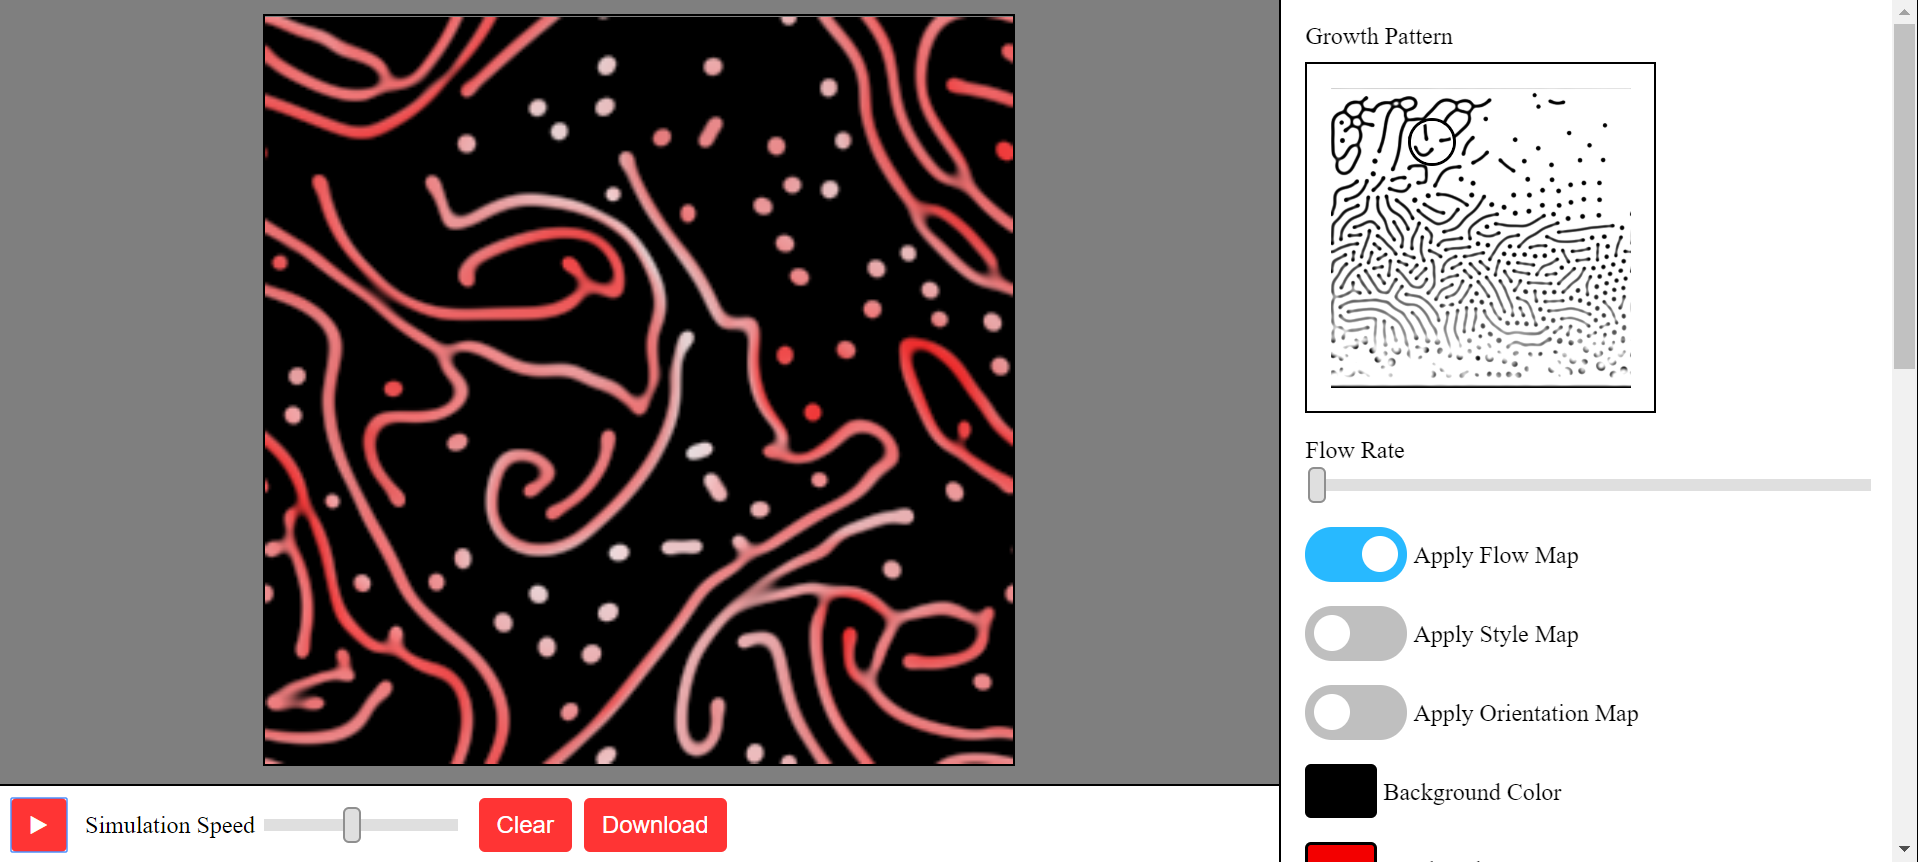 Growth Pattern
Flow Rate
Apply Flow Map
Apply Style Map
Apply Orientation Map
Background Color
Simulation Speed
Clear
Download